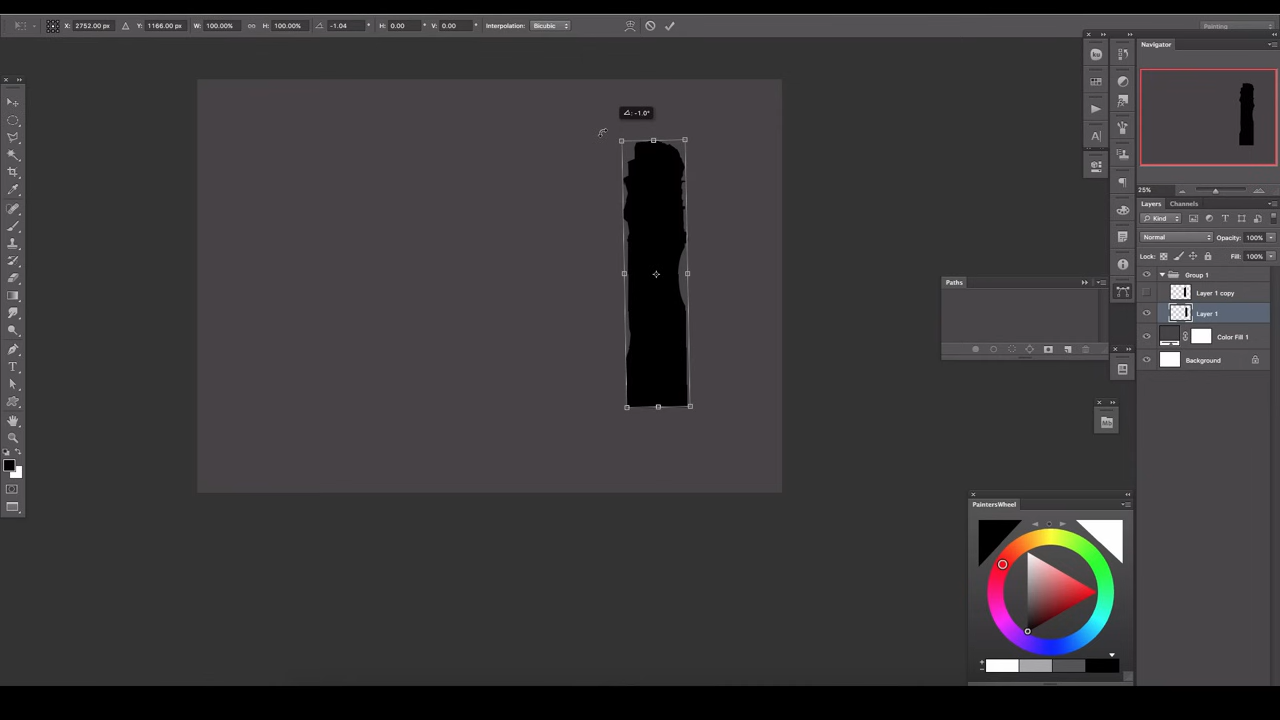 X: 2752.00 px Y: 1166.00 px W: 100.00% H: 100.00% -1.04 ° H: 0.00 ° V: 0.00 ° Interpolation: Bicubic Painting
Navigator
∠: -1.0°
A|
25%
Layers Channels
Kind T
Normal Opacity: 100%
Lock: Fill: 100%
Group 1
Paths
Layer 1 copy
Layer 1
Color Fill 1
Background
T
Mb
PaintersWheel